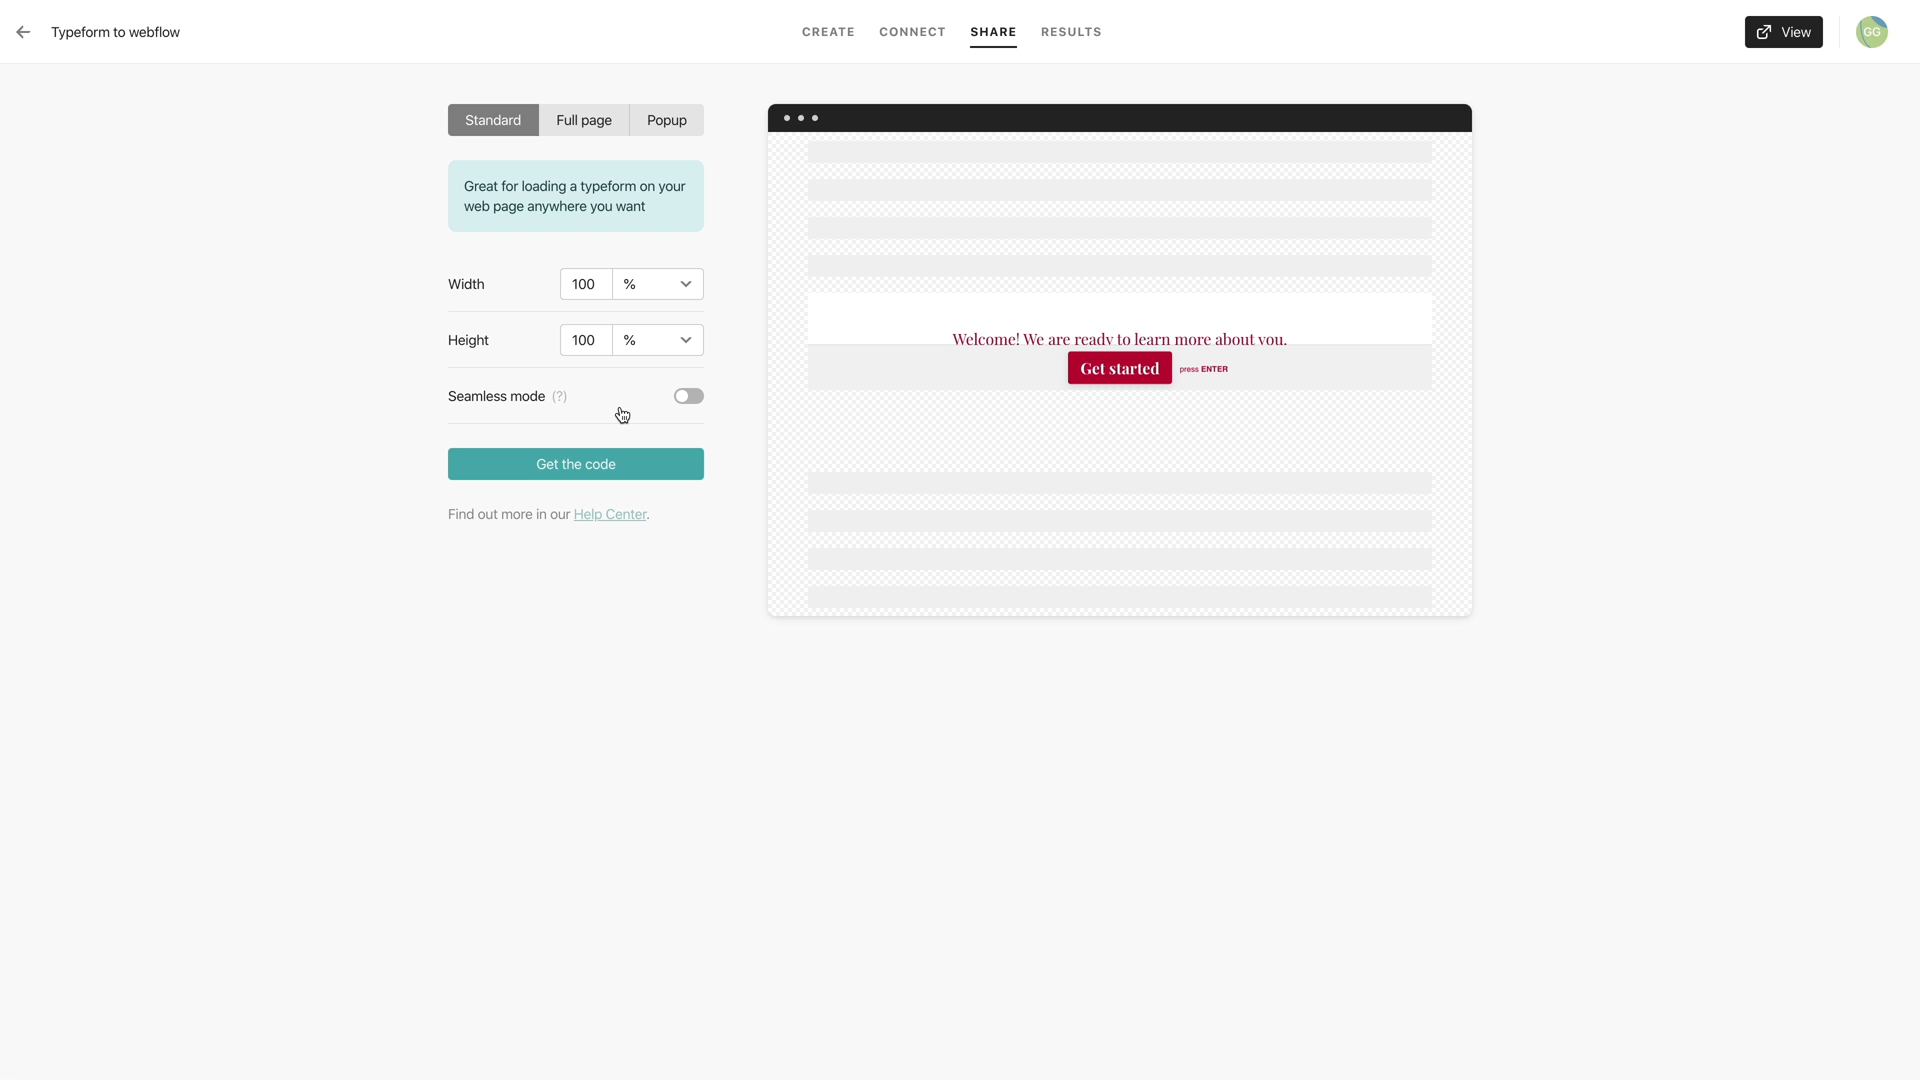 Typeform to webflow
CREATE
CONNECT
SHARE
RESULTS
View
GG
Standard
Full page
Popup
Great for loading a typeform on your
web page anywhere you want
Width
100
%
Height
100
%
Seamless mode (?)
Get the code
Find out more in our Help Center.
Welcome! We are ready to learn more about you.
Get started
press ENTER